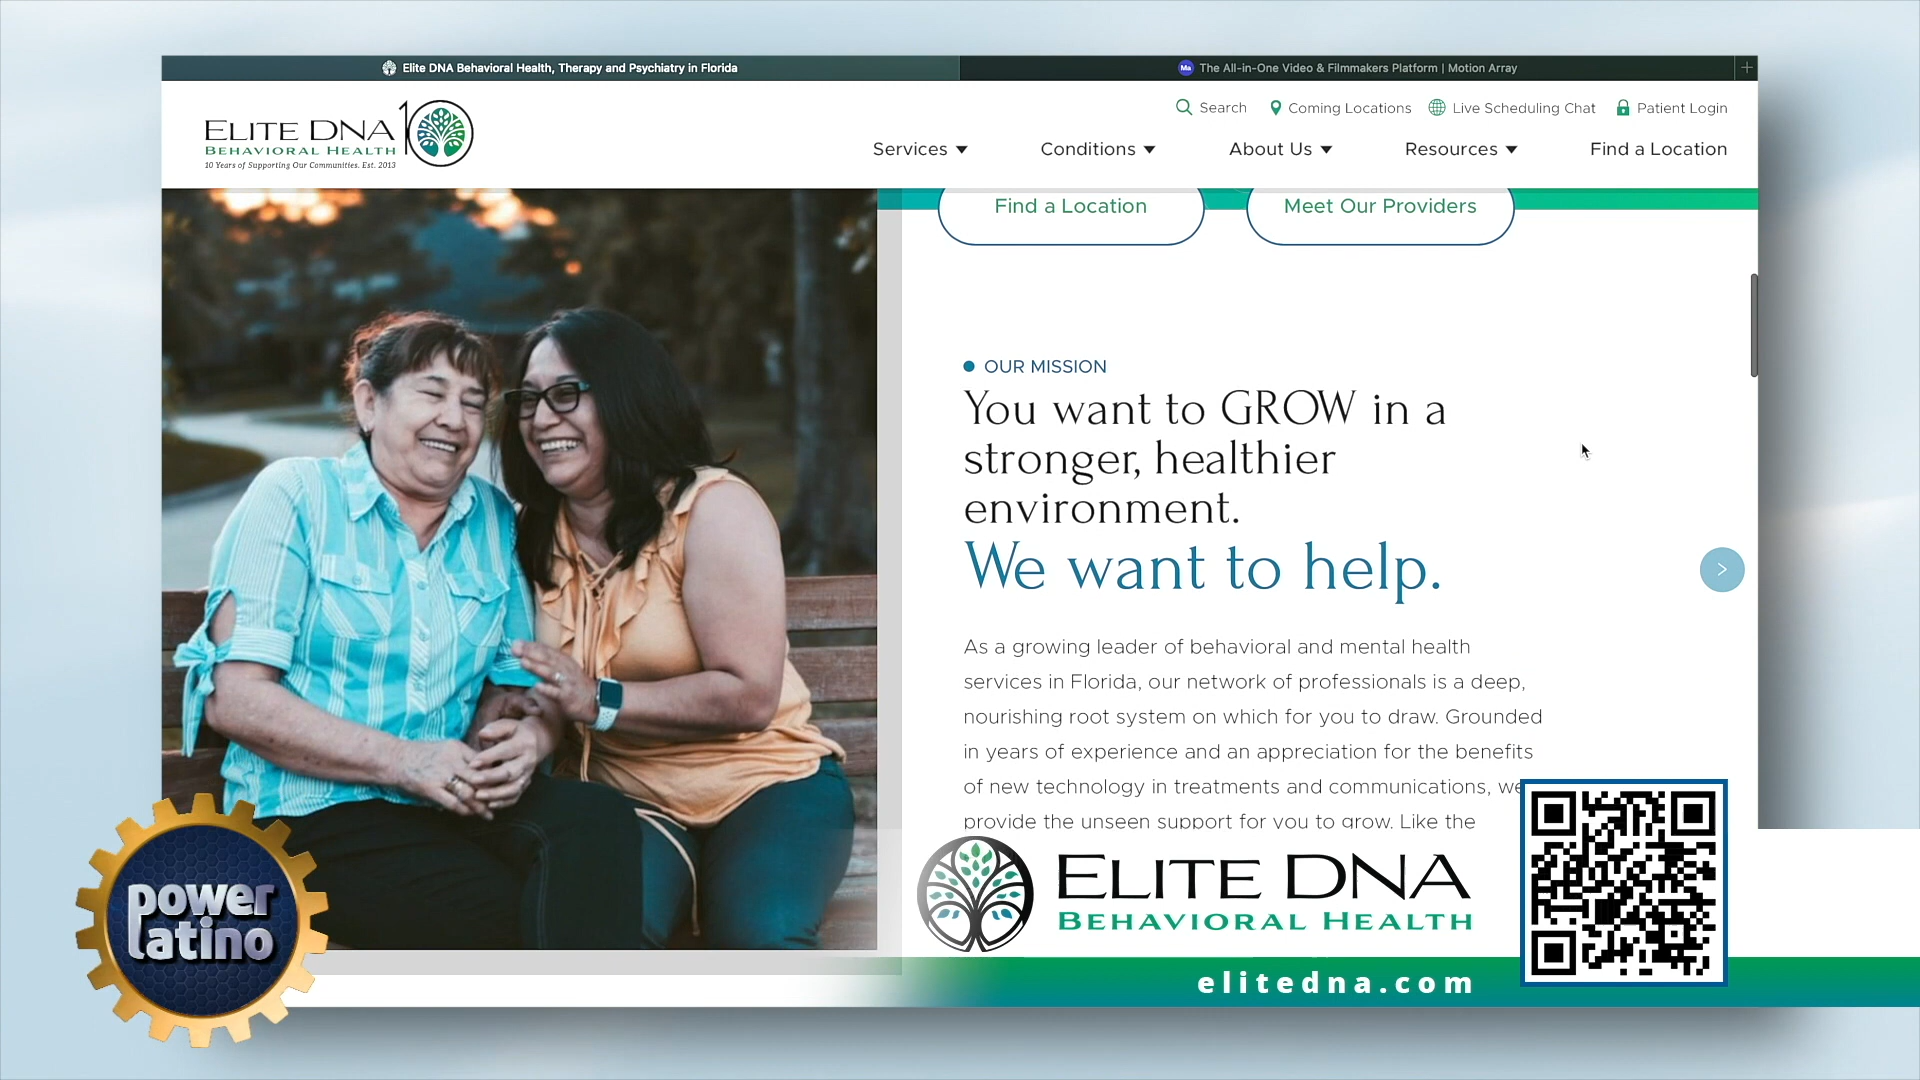 Elite DNA Behavioral Health, Therapy and Psychiatry in Florida
Ma The All-in-One Video & Filmmakers Platform | Motion Array
Search Coming Locations Live Scheduling Chat Patient Login
ELITE DNA 10
BEHAVIORAL HEALTH
10 Years of Supporting Our Communities. Est. 2013
Services Conditions About Us Resources Find a Location
Find a Location Meet Our Providers
OUR MISSION
You want to GROW in a
stronger, healthier
environment.
We want to help.
As a growing leader of behavioral and mental health
services in Florida, our network of professionals is a deep,
nourishing root system on which for you to draw. Grounded
in years of experience and an appreciation for the benefits
of new technology in treatments and communications, we
provide the unseen support for you to grow. Like the
power
latino
ELITE DNA
BEHAVIORAL HEALTH
elitedna.com